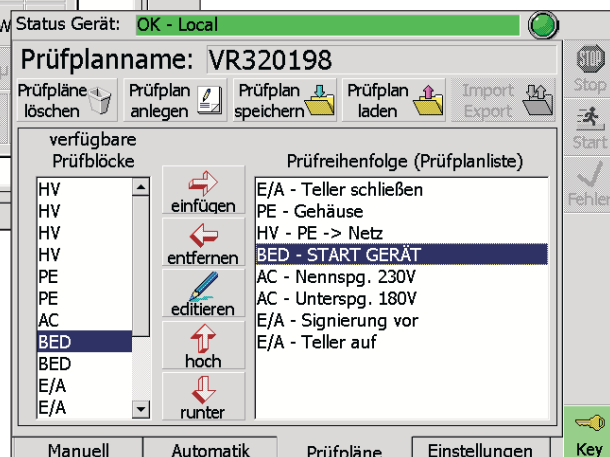 Status Gerät: OK - Local
Prüfplanname: VR320198
Prüfpläne löschen
Prüfplan anlegen
Prüfplan speichern
Prüfplan laden
Import Export
STOP
Stop
Start
Fehler
verfügbare
Prüfblöcke
HV
HV
HV
HV
PE
PE
AC
BED
BED
E/A
E/A
einfügen
entfernen
editieren
hoch
runter
Prüfreihenfolge (Prüfplanliste)
E/A - Teller schließen
PE - Gehäuse
HV - PE -> Netz
BED - START GERÄT
AC - Nennspg. 230V
AC - Unterspg. 180V
E/A - Signierung vor
E/A - Teller auf
Manuell
Automatik
Prüfpläne
Einstellungen
Key